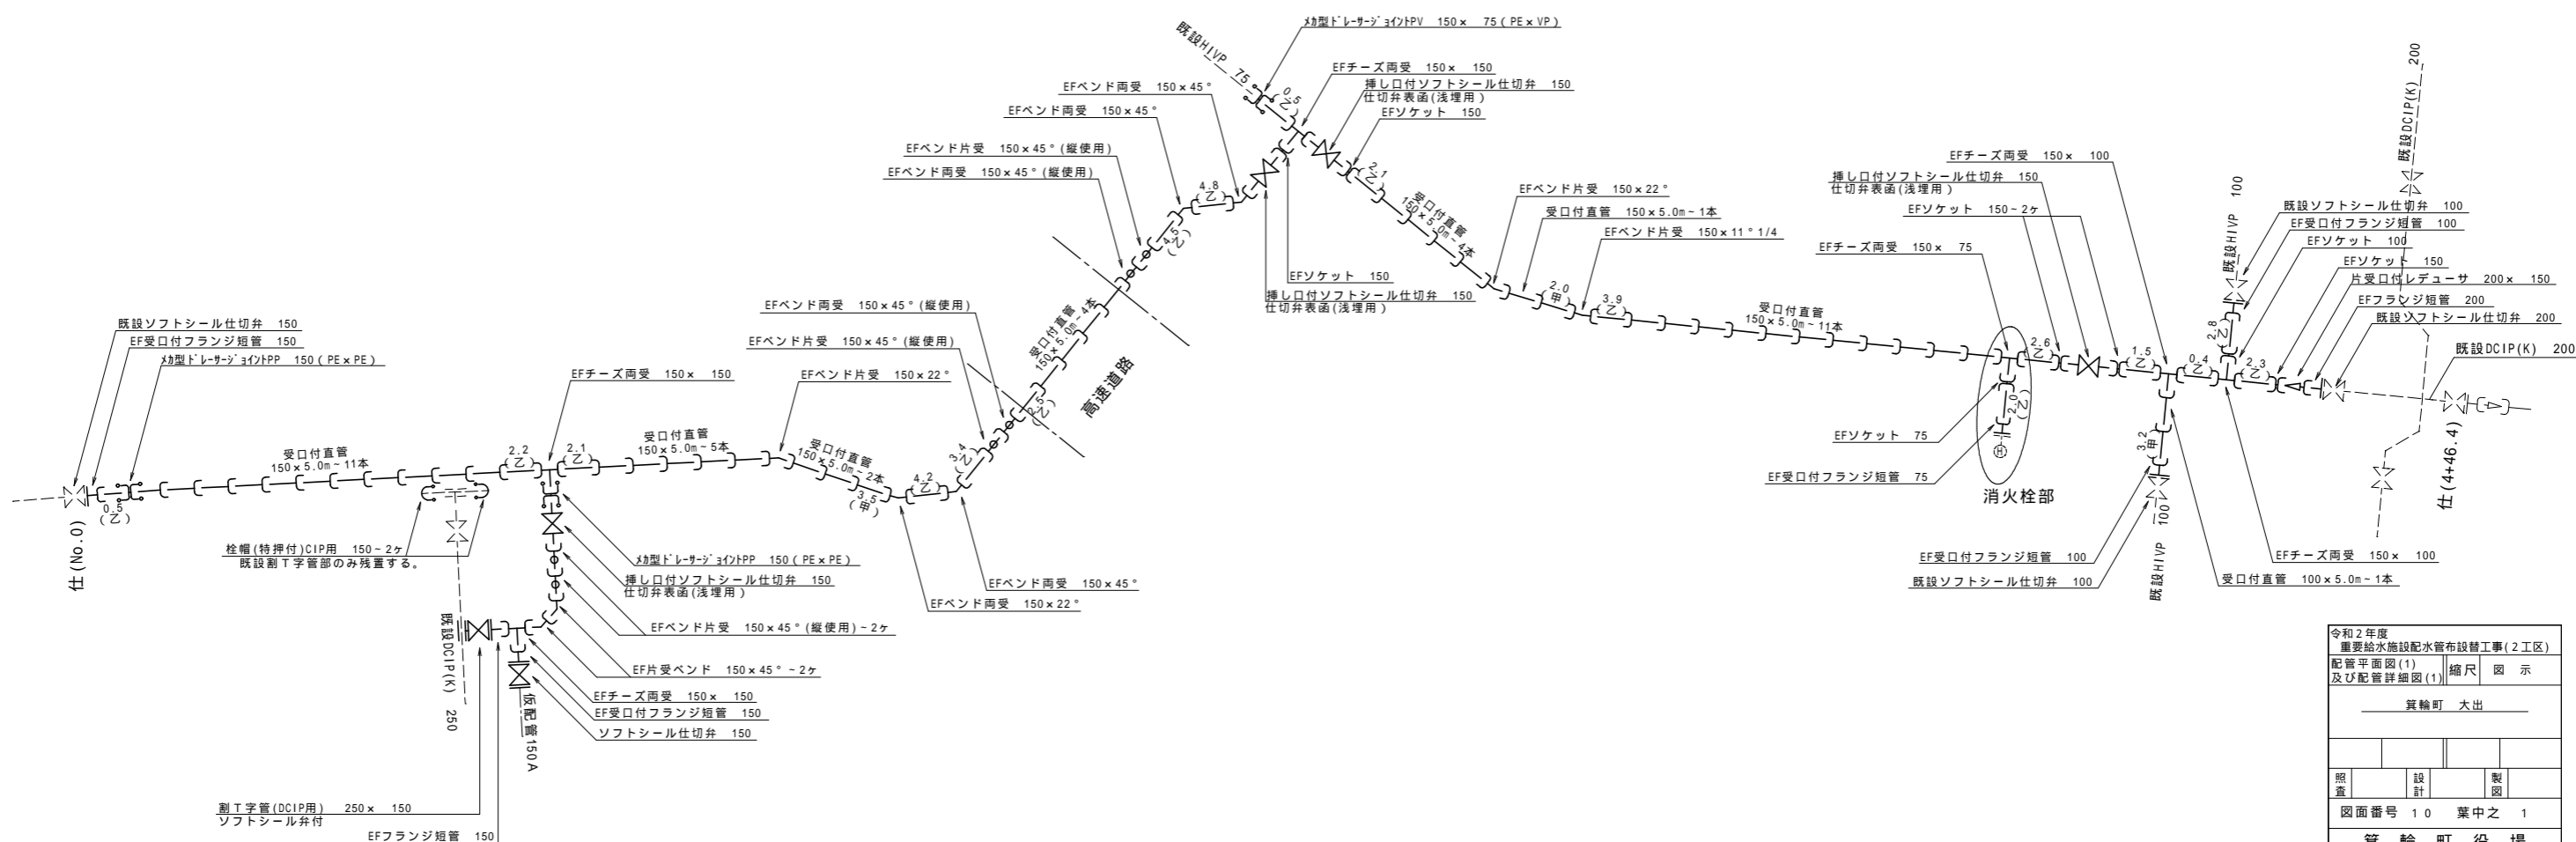 既設ソフトシール仕切弁 150
EF受口付フランジ短管 150
メカ型ドレーサージョイントPP 150 (PE×PE)
受口付直管
150×5.0m~11本
0.5
(乙)
仕(No.0)
栓帽(特押付)CIP用 150~2ヶ
既設割T字管部のみ残置する。
既設DCIP(K) 250
割T字管(DCIP用) 250× 150
ソフトシール弁付
EFフランジ短管 150
2.2
(乙)
2.1
(乙)
EFチーズ両受 150× 150
受口付直管
150×5.0m~5本
メカ型ドレーサージョイントPP 150 (PE×PE)
挿し口付ソフトシール仕切弁 150
仕切弁表函(浅埋用)
EFベンド片受 150×45°(縦使用)~2ヶ
EF片受ベンド 150×45°~2ヶ
EFチーズ両受 150× 150
EF受口付フランジ短管 150
ソフトシール仕切弁 150
仮配管150A
EFベンド片受 150×22°
受口付直管
150×5.0m~2本
3.5
(甲)
4.2
(乙)
3.4
(乙)
EFベンド両受 150×45°
EFベンド両受 150×22°
EFベンド両受 150×45°(縦使用)
EFベンド片受 150×45°(縦使用)
2.5
(乙)
受口付直管
150×5.0m~4本
高速道路
EFベンド片受 150×45°(縦使用)
EFベンド両受 150×45°(縦使用)
4.5
(乙)
EFベンド両受 150×45°
EFベンド両受 150×45°
4.8
(乙)
既設HIVP 75
メカ型ドレーサージョイントPV 150× 75 (PE×VP)
0.5
(乙)
EFチーズ両受 150× 150
挿し口付ソフトシール仕切弁 150
仕切弁表函(浅埋用)
EFソケット 150
EFソケット 150
挿し口付ソフトシール仕切弁 150
仕切弁表函(浅埋用)
2.1
(乙)
受口付直管
150×5.0m~4本
EFベンド片受 150×22°
受口付直管 150×5.0m~1本
EFベンド片受 150×11°1/4
2.0
(甲)
3.9
(乙)
受口付直管
150×5.0m~11本
EFチーズ両受 150× 75
EFソケット 75
EF受口付フランジ短管 75
2.0
(乙)
H
消火栓部
2.6
(乙)
EFチーズ両受 150× 100
挿し口付ソフトシール仕切弁 150
仕切弁表函(浅埋用)
EFソケット 150~2ヶ
1.5
(乙)
0.4
(乙)
3.2
(甲)
EF受口付フランジ短管 100
既設ソフトシール仕切弁 100
既設HIVP 100
受口付直管 100×5.0m~1本
EFチーズ両受 150× 100
既設HIVP 100
2.8
(乙)
2.3
(乙)
既設ソフトシール仕切弁 100
EF受口付フランジ短管 100
EFソケット 100
EFソケット 150
片受口付レデューサ 200× 150
EFフランジ短管 200
既設ソフトシール仕切弁 200
既設DCIP(K) 200
既設DCIP(K) 200
仕(4+46.4)
令和2年度
重要給水施設配水管布設替工事(2工区)
配管平面図(1)
及び配管詳細図(1)
縮尺 図示
箕輪町 大出
照査 設計 製図
図面番号 10 葉中之 1
箕輪町役場